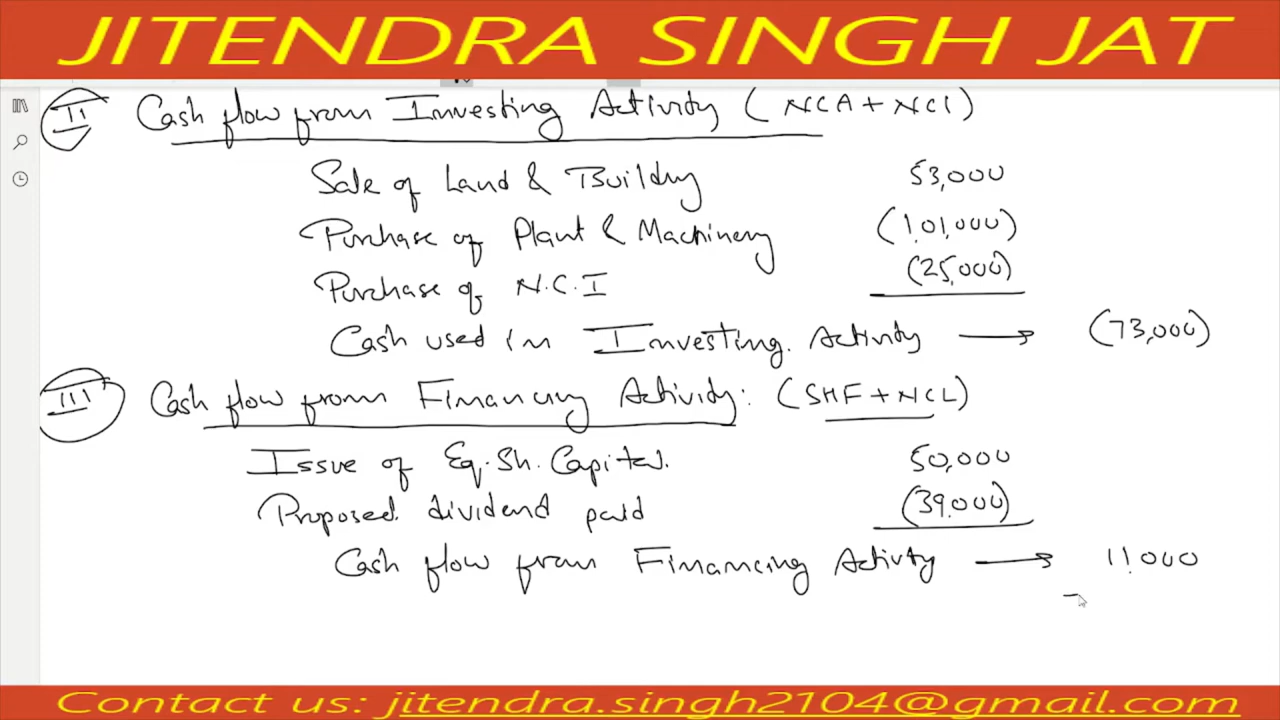 JITENDRA SINGH JAT
II Cash flow from Investing Activity (NCA + NCI)
Sale of Land & Building 53,000
Purchase of Plant & Machinery (1,01,000)
Purchase of N.C.I (25,000)
Cash used in Investing Activity → (73,000)
III Cash flow from Financing Activity: (SHF + NCL)
Issue of Eq. Sh. Capital. 50,000
Proposed dividend paid (39,000)
Cash flow from Financing Activity → 11,000
Contact us: jitendra.singh2104@gmail.com